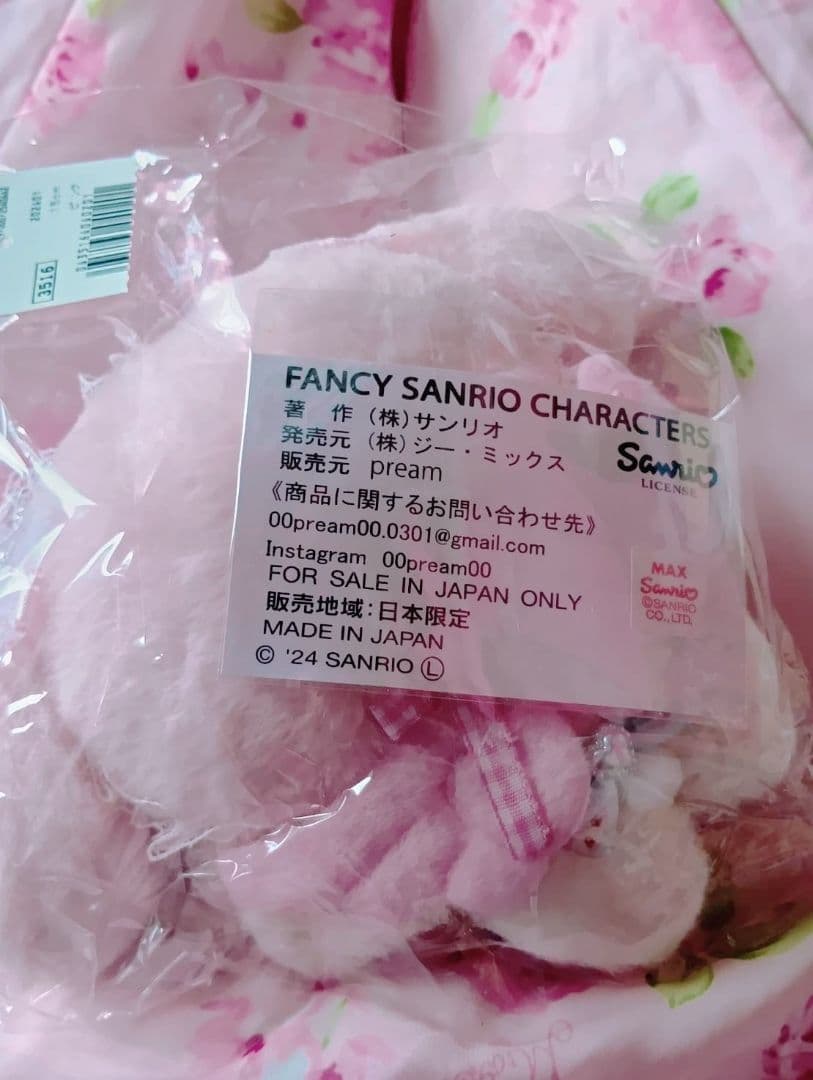 3516
FANCY SANRIO CHARACTERS
著 作 (株)サンリオ
発売元 (株)ジー・ミックス
販売元 pream
Sanrio
LICENSE
《商品に関するお問い合わせ先》
00pream00.0301@gmail.com
Instagram 00pream00
FOR SALE IN JAPAN ONLY
販売地域:日本限定
MADE IN JAPAN
© '24 SANRIO Ⓛ
MAX
Sanrio
©SANRIO
CO.,LTD.